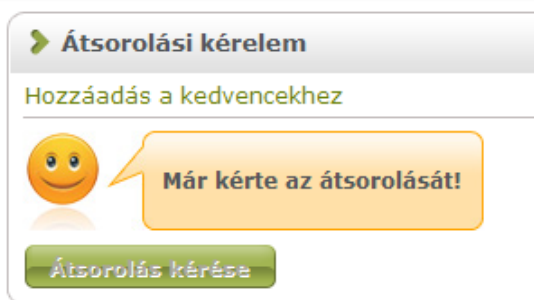 Átsorolási kérelem
Hozzáadás a kedvencekhez
Már kérte az átsorolását!
Átsorolás kérése